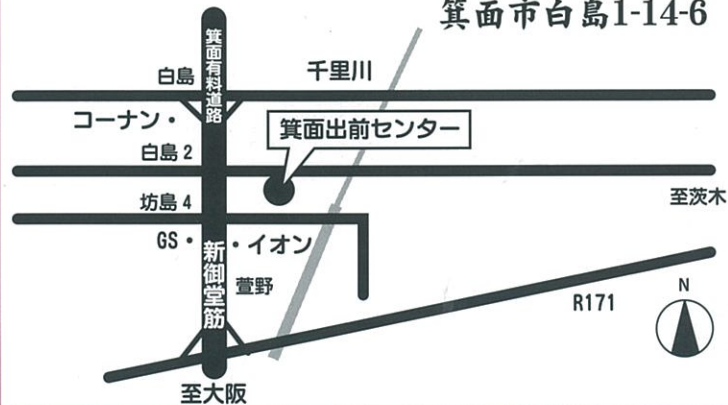 箕面市白島1-14-6
箕面有料道路
白島
千里川
コーナン・
箕面出前センター
白島2
至茨木
坊島4
GS・
・イオン
新御堂筋
萱野
R171
N
至大阪